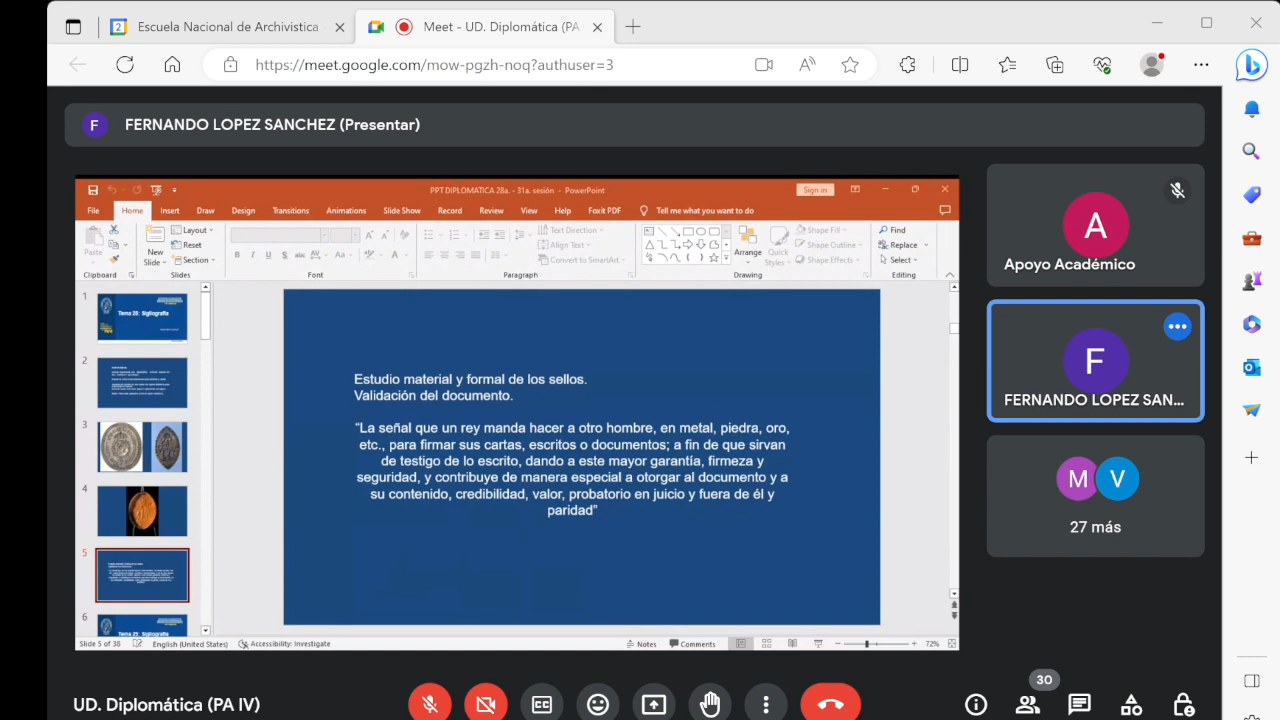 Escuela Nacional de Archivistica
Meet - UD. Diplomática (PA
https://meet.google.com/mow-pgzh-noq?authuser=3
F
FERNANDO LOPEZ SANCHEZ (Presentar)
PPT DIPLOMATICA 28a. - 31a. sesión - PowerPoint
Sign in
File Home Insert Draw Design Transitions Animations Slide Show Record Review View Help Foxit PDF Tell me what you want to do
Paste
New
Slide
Layout
Reset
Section
Text Direction
Align Text
Convert to SmartArt
Arrange
Quick
Styles
Shape Fill
Shape Outline
Shape Effects
Find
Replace
Select
Clipboard Slides Font Paragraph Drawing Editing
1
Tema 28: Sigilografía
2
3
4
5
6
Tema 29: Sigilografía
Estudio material y formal de los sellos.
Validación del documento.
“La señal que un rey manda hacer a otro hombre, en metal, piedra, oro,
etc., para firmar sus cartas, escritos o documentos; a fin de que sirvan
de testigo de lo escrito, dando a este mayor garantía, firmeza y
seguridad, y contribuye de manera especial a otorgar al documento y a
su contenido, credibilidad, valor, probatorio en juicio y fuera de él y
paridad”
Slide 5 of 38 English (United States) Accessibility: Investigate Notes Comments 72%
A
Apoyo Académico
F
FERNANDO LOPEZ SAN...
M V
27 más
UD. Diplomática (PA IV)
30